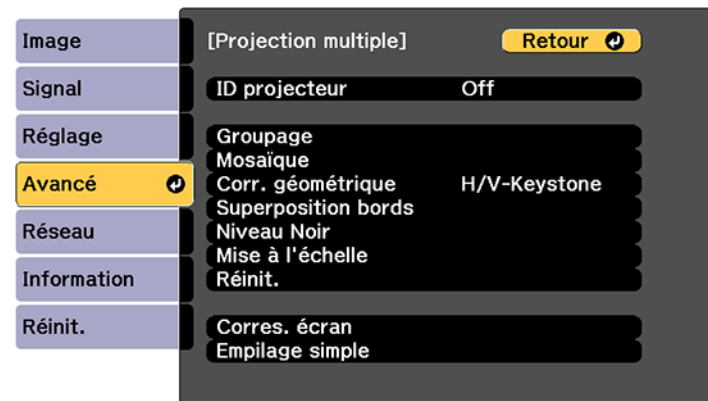 Image
Signal
Réglage
Avancé
Réseau
Information
Réinit.
[Projection multiple] Retour
ID projecteur Off
Groupage
Mosaïque
Corr. géométrique H/V-Keystone
Superposition bords
Niveau Noir
Mise à l'échelle
Réinit.
Corres. écran
Empilage simple